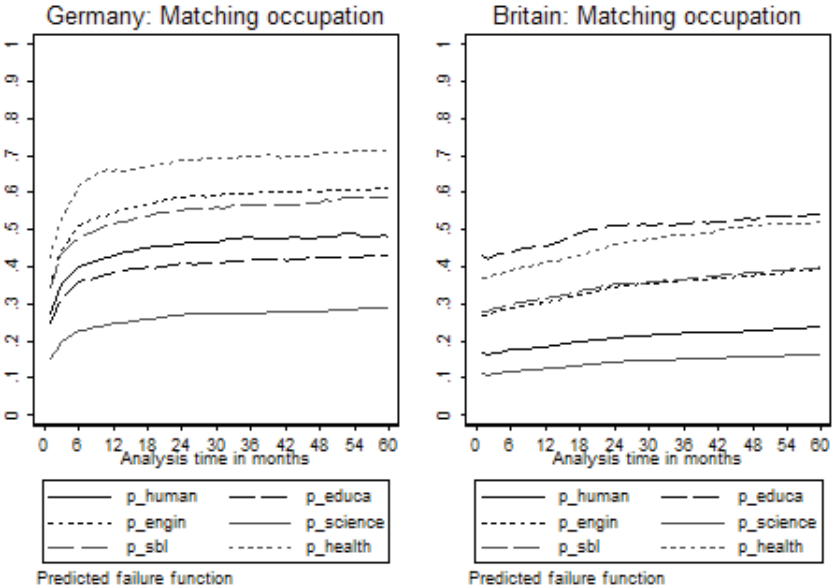 Germany: Matching occupation
1
.9
.8
.7
.6
.5
.4
.3
.2
.1
0
0 6 12 18 24 30 36 42 48 54 60
Analysis time in months
p_human p_educa
p_engin p_science
p_sbl p_health
Predicted failure function
Britain: Matching occupation
1
.9
.8
.7
.6
.5
.4
.3
.2
.1
0
0 6 12 18 24 30 36 42 48 54 60
Analysis time in months
p_human p_educa
p_engin p_science
p_sbl p_health
Predicted failure function